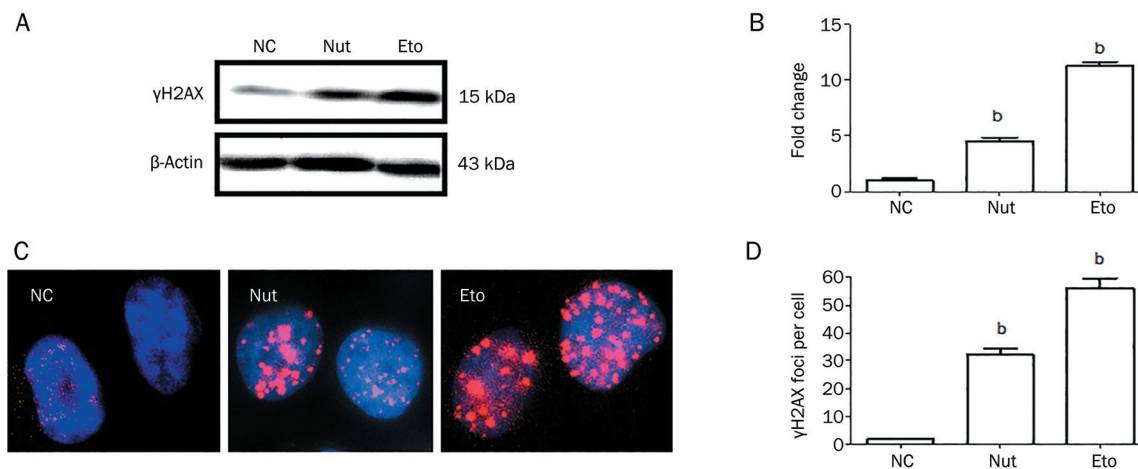 A
NC Nut Eto
γH2AX 15 kDa
β-Actin 43 kDa
B
Fold change
15
10
5
0
b
b
NC Nut Eto
C
NC
Nut
Eto
D
γH2AX foci per cell
60
50
40
30
20
10
0
b
b
NC Nut Eto